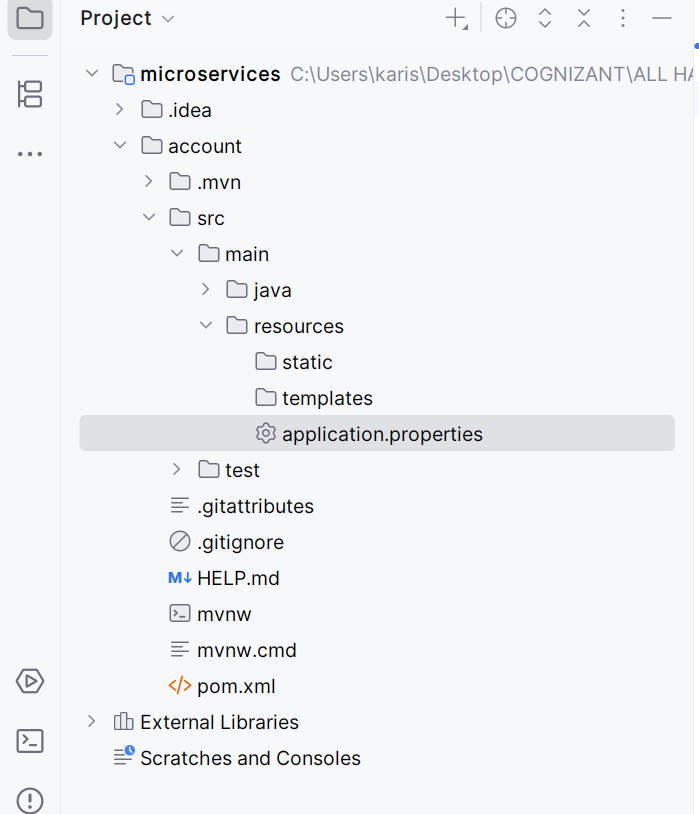 Project
microservices C:\Users\karis\Desktop\COGNIZANT\ALL HA
.idea
account
.mvn
src
main
java
resources
static
templates
application.properties
test
.gitattributes
.gitignore
M↓ HELP.md
mvnw
mvnw.cmd
</> pom.xml
External Libraries
Scratches and Consoles